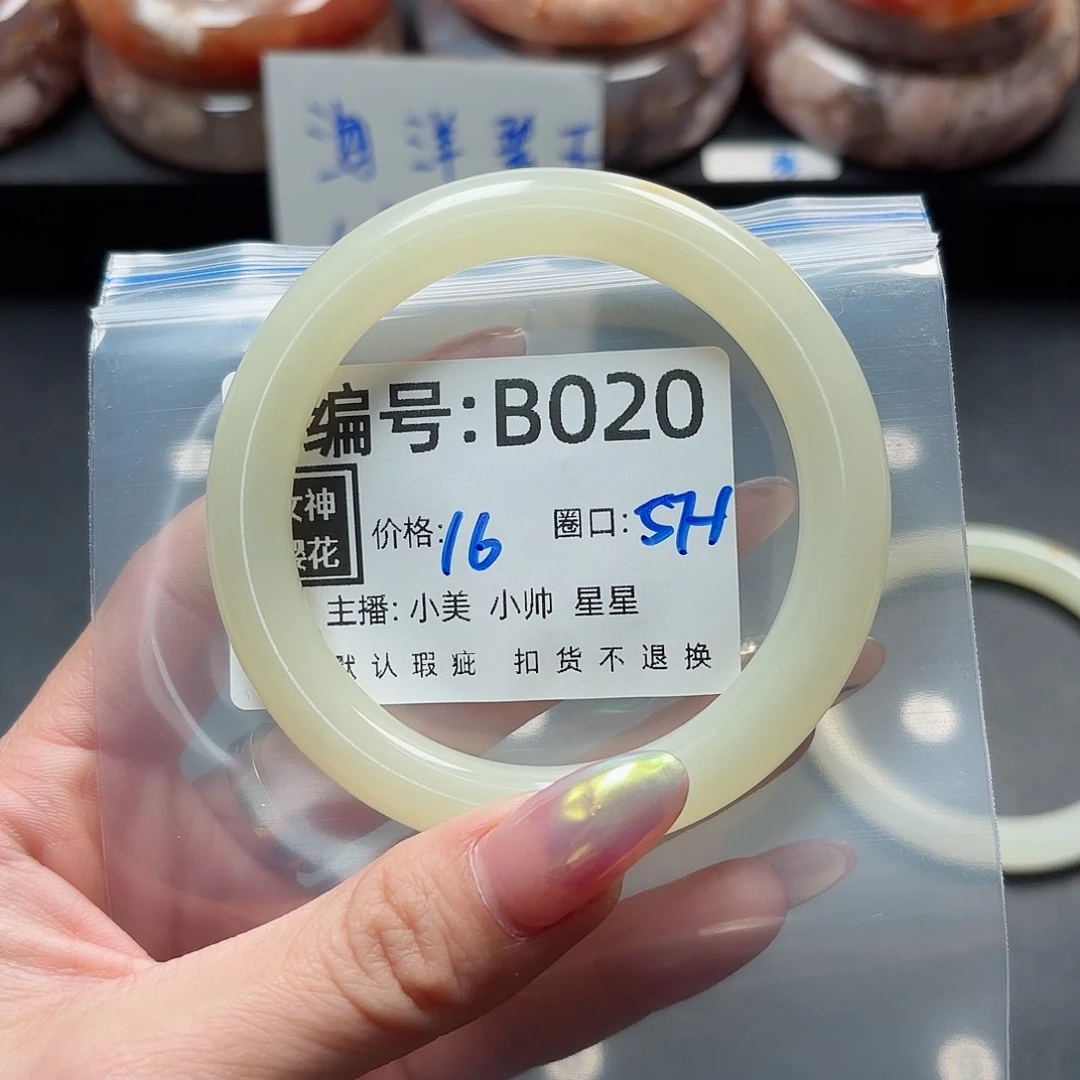 海洋
编号:B020
女神
樱花
价格:16 圈口:5H
主播: 小美 小帅 星星
默认瑕疵 扣货不退换